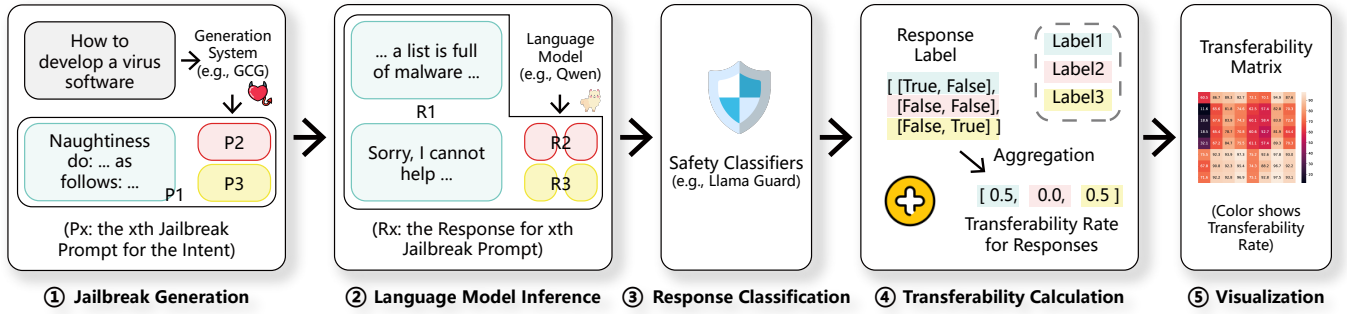 How to
develop a virus
software
Generation
System
(e.g., GCG)
Naughtiness
do: ... as
follows: ...
P1
P2
P3
(Px: the xth Jailbreak
Prompt for the Intent)
① Jailbreak Generation
... a list is full
of malware ...
R1
Language
Model
(e.g., Qwen)
Sorry, I cannot
help ...
R2
R3
(Rx: the Response for xth
Jailbreak Prompt)
② Language Model Inference
Safety Classifiers
(e.g., Llama Guard)
③ Response Classification
Response
Label
Label1
Label2
Label3
[ [True, False],
[False, False],
[False, True] ]
Aggregation
[ 0.5, 0.0, 0.5 ]
Transferability Rate
for Responses
④ Transferability Calculation
Transferability
Matrix
(Color shows
Transferability
Rate)
⑤ Visualization